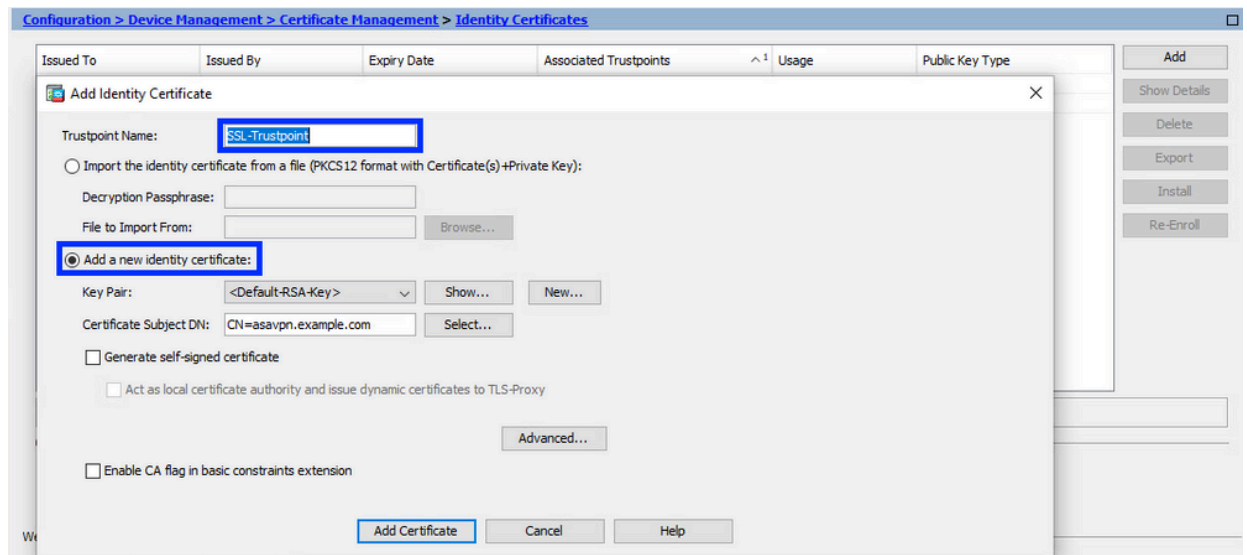 Configuration > Device Management > Certificate Management > Identity Certificates
Issued To Issued By Expiry Date Associated Trustpoints 1 Usage Public Key Type
Add
Show Details
Delete
Export
Install
Re-Enroll
Add Identity Certificate
Trustpoint Name: SSL-Trustpoint
Import the identity certificate from a file (PKCS12 format with Certificate(s)+Private Key):
Decryption Passphrase:
File to Import From: Browse...
Add a new identity certificate:
Key Pair: <Default-RSA-Key> Show... New...
Certificate Subject DN: CN=asavpn.example.com Select...
Generate self-signed certificate
Act as local certificate authority and issue dynamic certificates to TLS-Proxy
Advanced...
Enable CA flag in basic constraints extension
Add Certificate Cancel Help